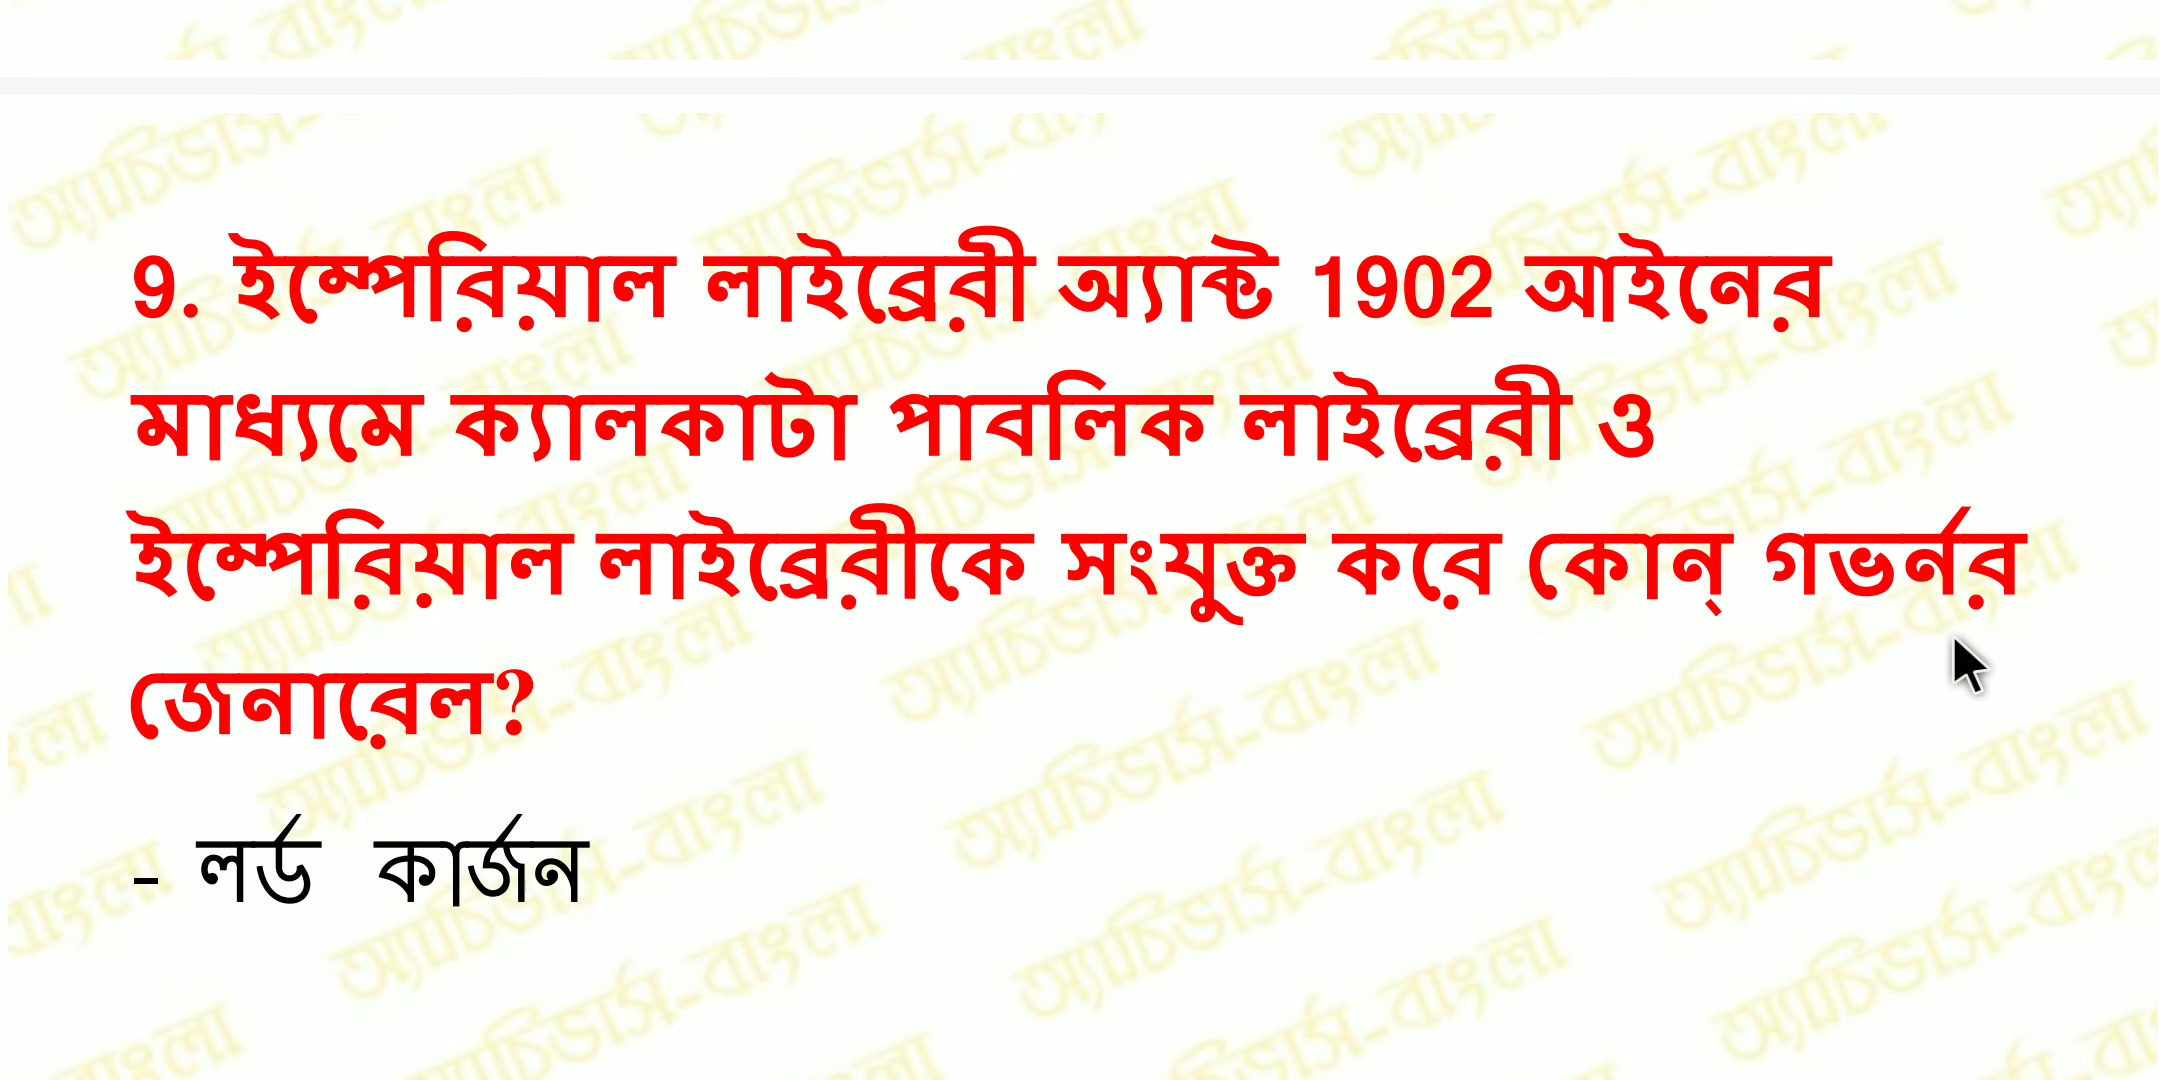 9. ইম্পেরিয়াল লাইব্রেরী অ্যাক্ট 1902 আইনের
মাধ্যমে ক্যালকাটা পাবলিক লাইব্রেরী ও
ইম্পেরিয়াল লাইব্রেরীকে সংযুক্ত করে কোন্ গভর্নর
জেনারেল?
- লর্ড কার্জন